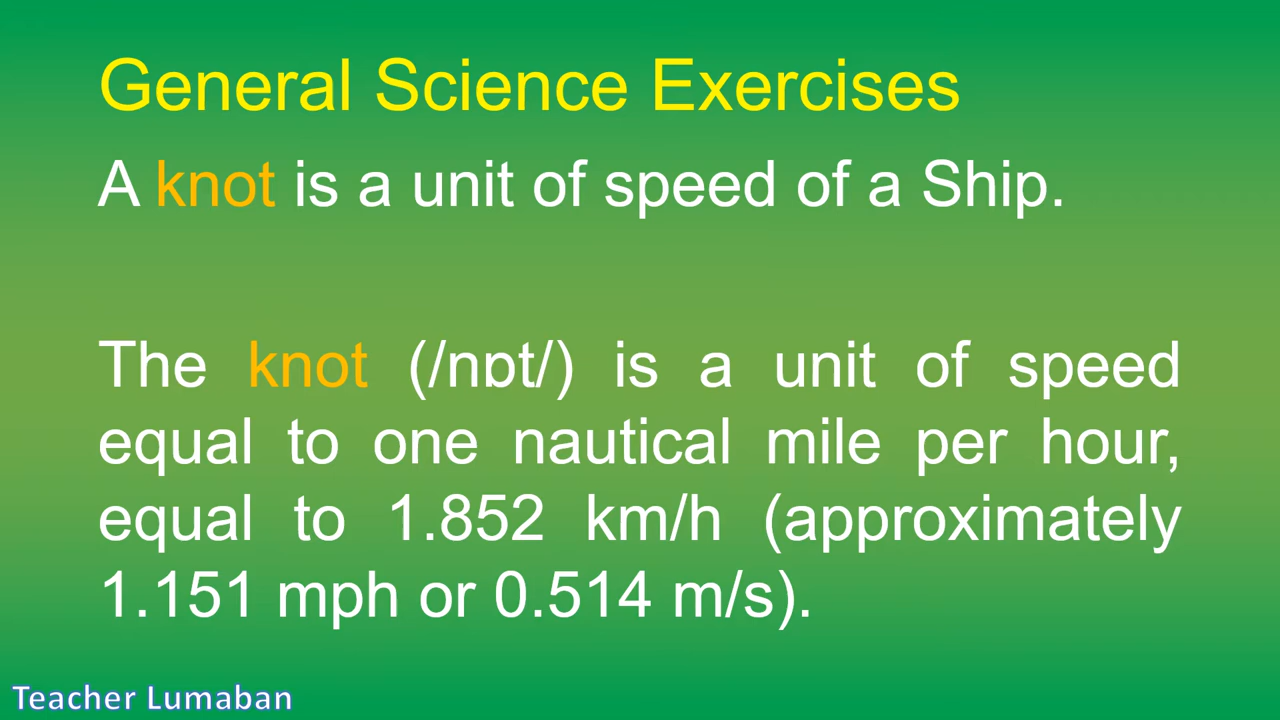 General Science Exercises
A knot is a unit of speed of a Ship.
The knot (/nɒt/) is a unit of speed
equal to one nautical mile per hour,
equal to 1.852 km/h (approximately
1.151 mph or 0.514 m/s).
Teacher Lumaban